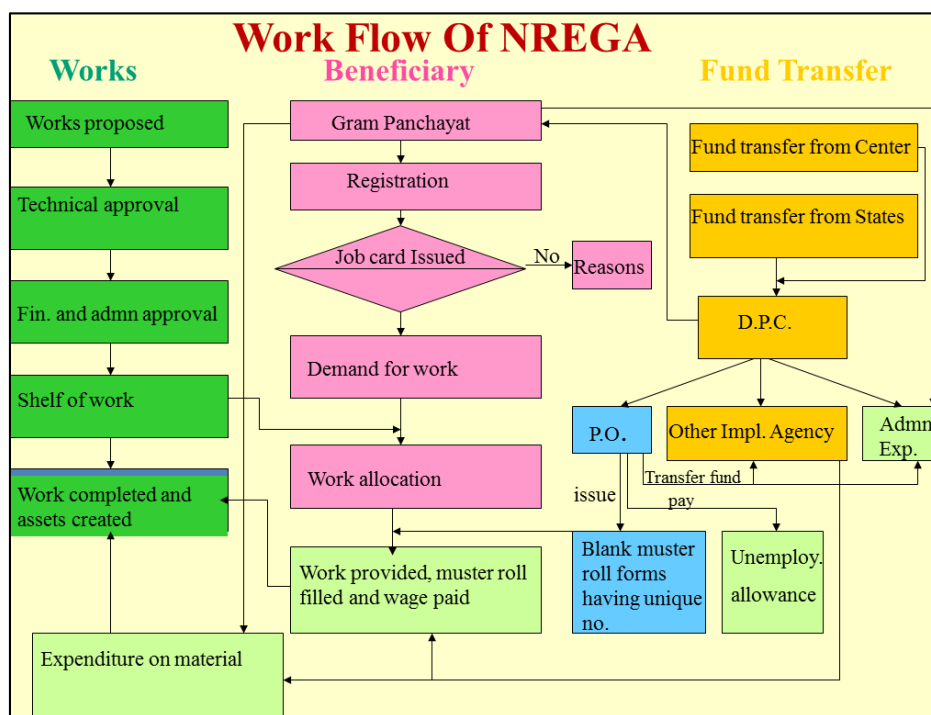 Work Flow Of NREGA
Works
Beneficiary
Fund Transfer
Works proposed
Technical approval
Fin. and admn approval
Shelf of work
Work completed and
assets created
Expenditure on material
Gram Panchayat
Registration
Job card Issued
No
Reasons
Demand for work
Work allocation
Work provided, muster roll
filled and wage paid
Fund transfer from Center
Fund transfer from States
D.P.C.
P.O.
Other Impl. Agency
Admn
Exp.
Transfer fund
issue
pay
Blank muster
roll forms
having unique
no.
Unemploy.
allowance